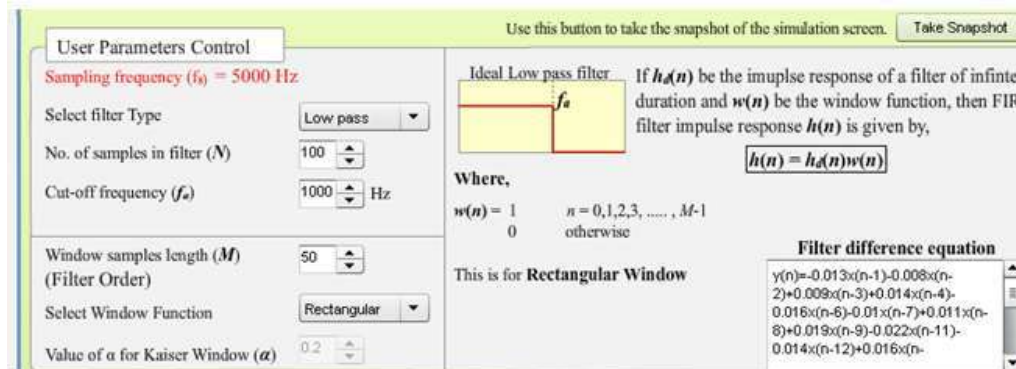 Use this button to take the snapshot of the simulation screen.
Take Snapshot
User Parameters Control
Sampling frequency (fs) = 5000 Hz
Select filter Type
Low pass
No. of samples in filter (N)
100
Cut-off frequency (fa)
1000
Hz
Window samples length (M)
(Filter Order)
50
Select Window Function
Rectangular
Value of α for Kaiser Window (α)
0.2
Ideal Low pass filter
fa
If hd(n) be the imuplse response of a filter of infinte
duration and w(n) be the window function, then FIR
filter impulse response h(n) is given by,
h(n) = hd(n)w(n)
Where,
w(n) = 1 n = 0,1,2,3, ..... , M-1
0 otherwise
This is for Rectangular Window
Filter difference equation
y(n)=-0.013x(n-1)-0.008x(n-
2)+0.009x(n-3)+0.014x(n-4)-
0.016x(n-6)-0.01x(n-7)+0.011x(n-
8)+0.019x(n-9)-0.022x(n-11)-
0.014x(n-12)+0.016x(n-